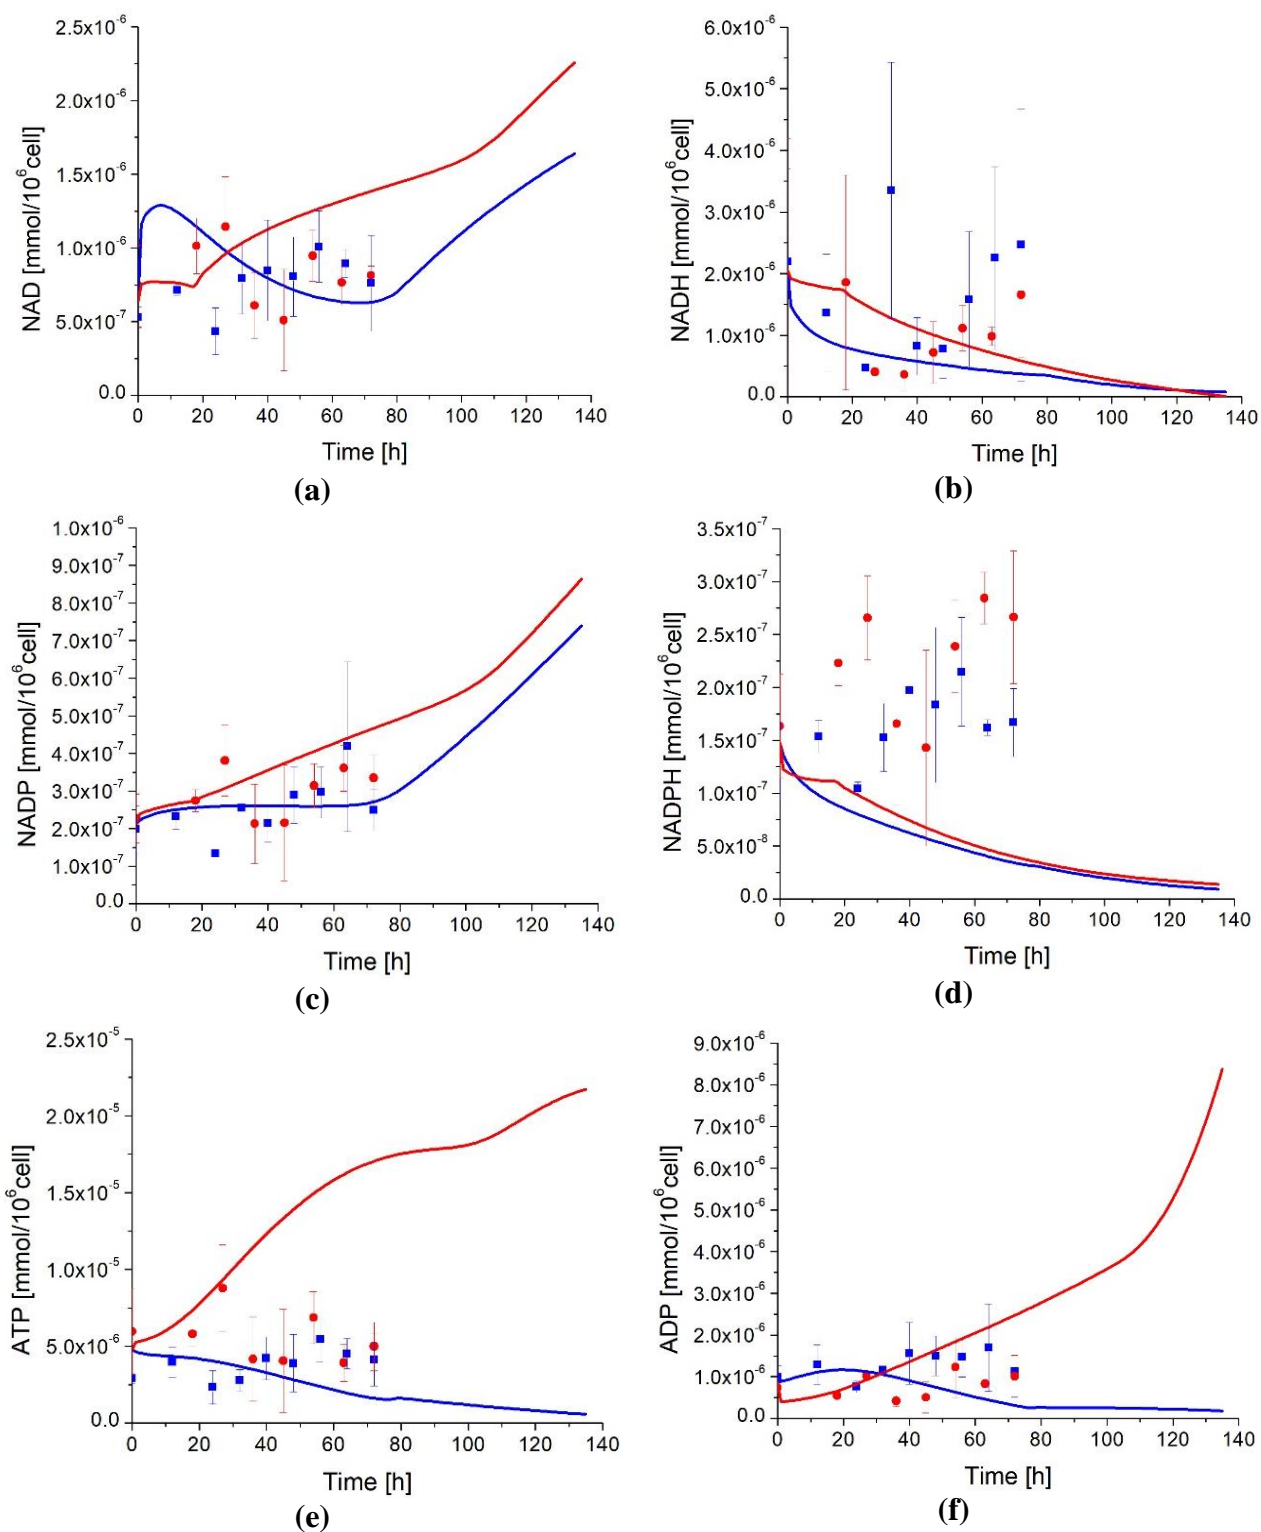 2.5x10⁻⁶
2.0x10⁻⁶
1.5x10⁻⁶
1.0x10⁻⁶
5.0x10⁻⁷
0.0
NAD [mmol/10⁶cell]
0 20 40 60 80 100 120 140
Time [h]
(a)
6.0x10⁻⁶
5.0x10⁻⁶
4.0x10⁻⁶
3.0x10⁻⁶
2.0x10⁻⁶
1.0x10⁻⁶
0.0
NADH [mmol/10⁶cell]
0 20 40 60 80 100 120 140
Time [h]
(b)
1.0x10⁻⁶
9.0x10⁻⁷
8.0x10⁻⁷
7.0x10⁻⁷
6.0x10⁻⁷
5.0x10⁻⁷
4.0x10⁻⁷
3.0x10⁻⁷
2.0x10⁻⁷
1.0x10⁻⁷
0.0
NADP [mmol/10⁶cell]
0 20 40 60 80 100 120 140
Time [h]
(c)
3.5x10⁻⁷
3.0x10⁻⁷
2.5x10⁻⁷
2.0x10⁻⁷
1.5x10⁻⁷
1.0x10⁻⁷
5.0x10⁻⁸
0.0
NADPH [mmol/10⁶cell]
0 20 40 60 80 100 120 140
Time [h]
(d)
2.5x10⁻⁵
2.0x10⁻⁵
1.5x10⁻⁵
1.0x10⁻⁵
5.0x10⁻⁶
0.0
ATP [mmol/10⁶cell]
0 20 40 60 80 100 120 140
Time [h]
(e)
9.0x10⁻⁶
8.0x10⁻⁶
7.0x10⁻⁶
6.0x10⁻⁶
5.0x10⁻⁶
4.0x10⁻⁶
3.0x10⁻⁶
2.0x10⁻⁶
1.0x10⁻⁶
0.0
ADP [mmol/10⁶cell]
0 20 40 60 80 100 120 140
Time [h]
(f)